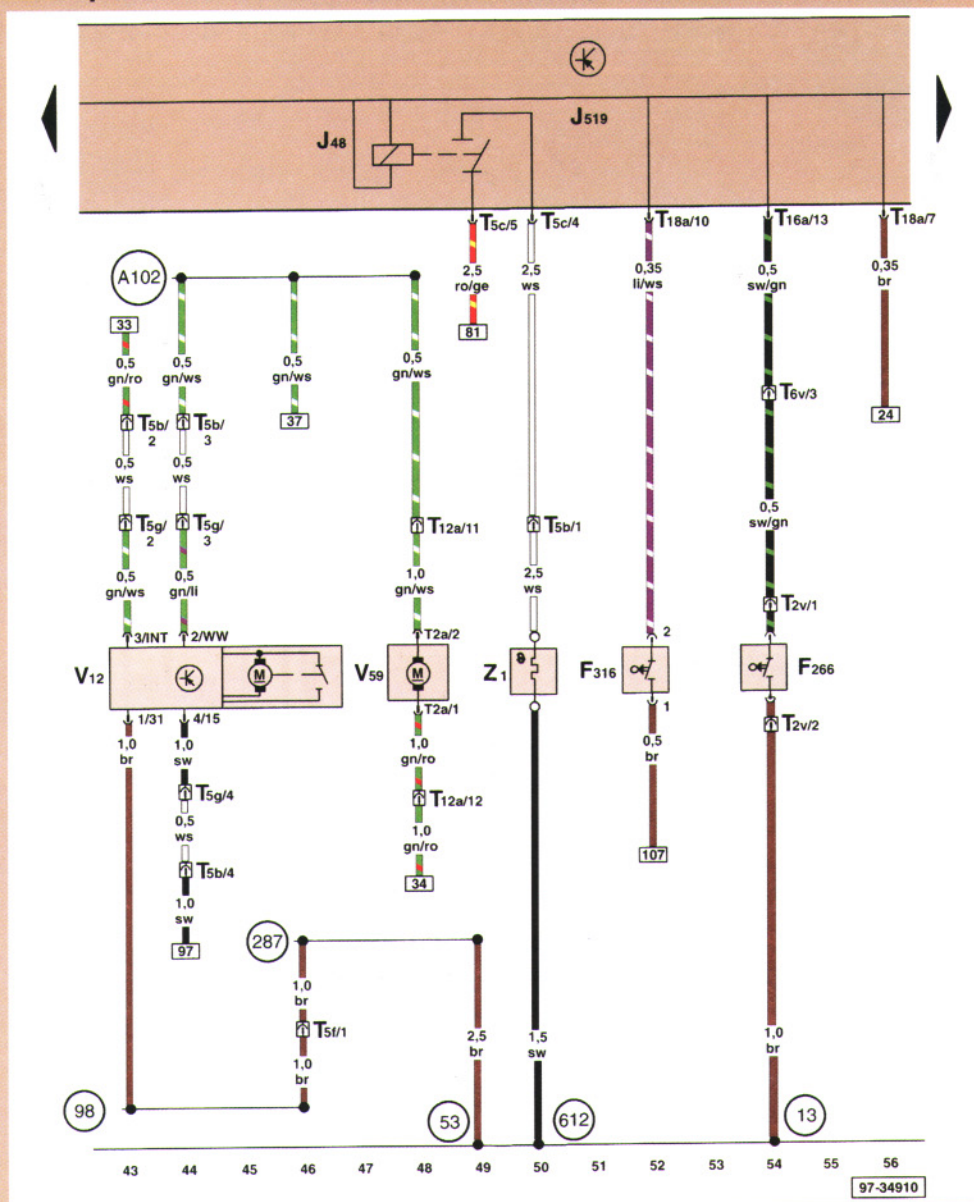 J48
J519
T5c/5
T5c/4
T18a/10
T16a/13
T18a/7
A102
2,5
ro/ge
2,5
ws
0,35
li/ws
0,5
sw/gn
0,35
br
33
81
0,5
gn/ro
0,5
gn/ws
0,5
gn/ws
0,5
gn/ws
T6v/3
24
37
T5b/
2
T5b/
3
0,5
ws
0,5
ws
0,5
sw/gn
T5g/
2
T5g/
3
T12a/11
T5b/1
0,5
gn/ws
0,5
gn/li
1,0
gn/ws
2,5
ws
T2v/1
3/INT
2/WW
T2a/2
2
V12
M
V59
M
Z1
F316
F266
1/31
4/15
T2a/1
1
T2v/2
1,0
br
1,0
sw
1,0
gn/ro
0,5
br
T5g/4
T12a/12
0,5
ws
1,0
gn/ro
107
T5b/4
34
1,0
sw
97
287
1,0
br
T5f/1
1,0
br
2,5
br
1,5
sw
1,0
br
98
53
612
13
43 44 45 46 47 48 49 50 51 52 53 54 55 56
97-34910